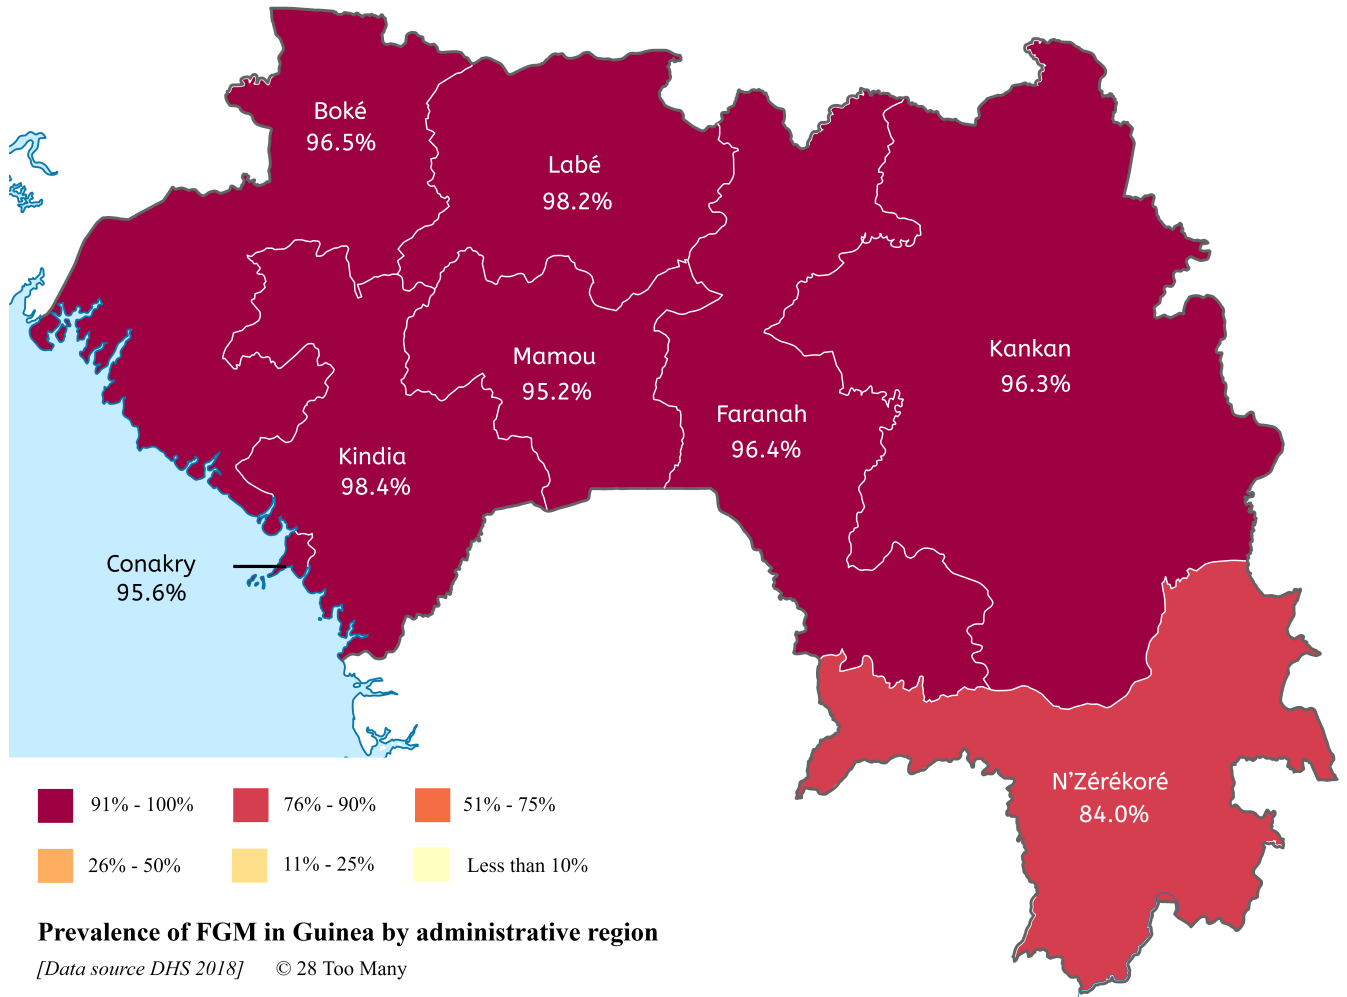 Boké
96.5%
Labé
98.2%
Mamou
95.2%
Kankan
96.3%
Faranah
96.4%
Kindia
98.4%
Conakry
95.6%
N’Zérékoré
84.0%
91% - 100%
76% - 90%
51% - 75%
26% - 50%
11% - 25%
Less than 10%
Prevalence of FGM in Guinea by administrative region
[Data source DHS 2018] © 28 Too Many